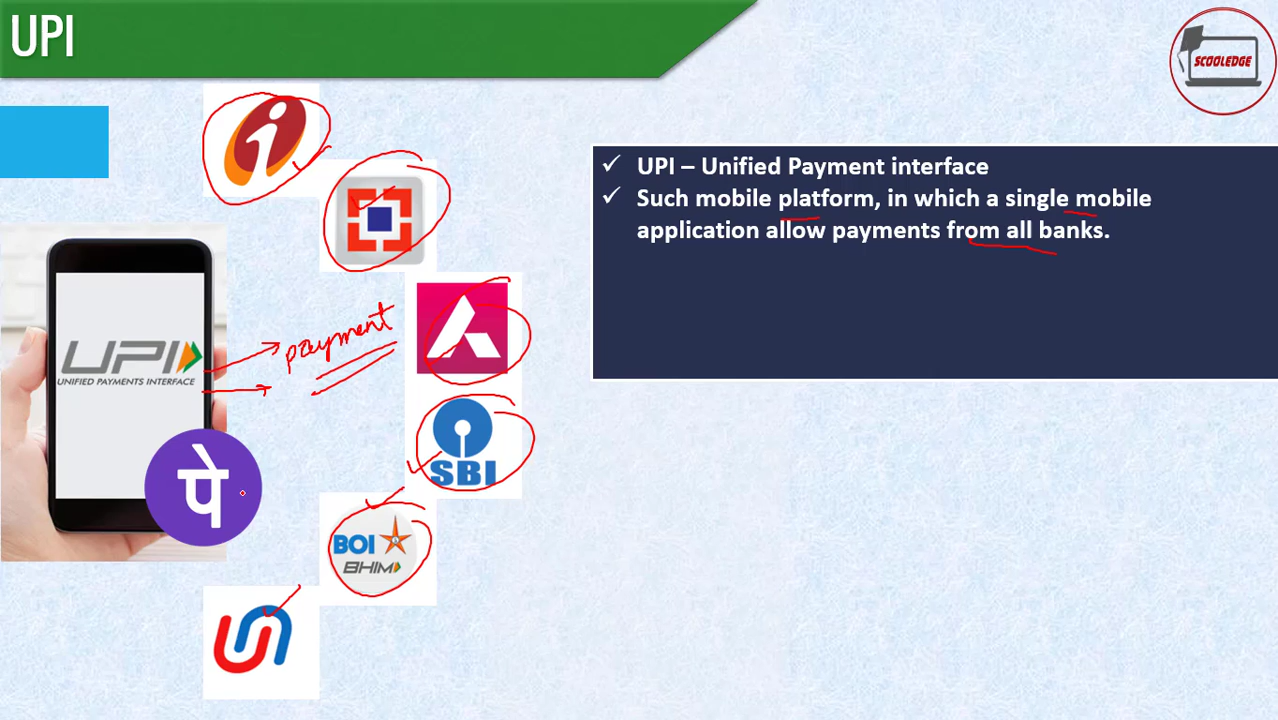 UPI
SCOOLEDGE
✓ UPI – Unified Payment interface
✓ Such mobile platform, in which a single mobile
application allow payments from all banks.
i
payment
UPI
UNIFIED PAYMENTS INTERFACE
SBI
पे
BOI
BHIM